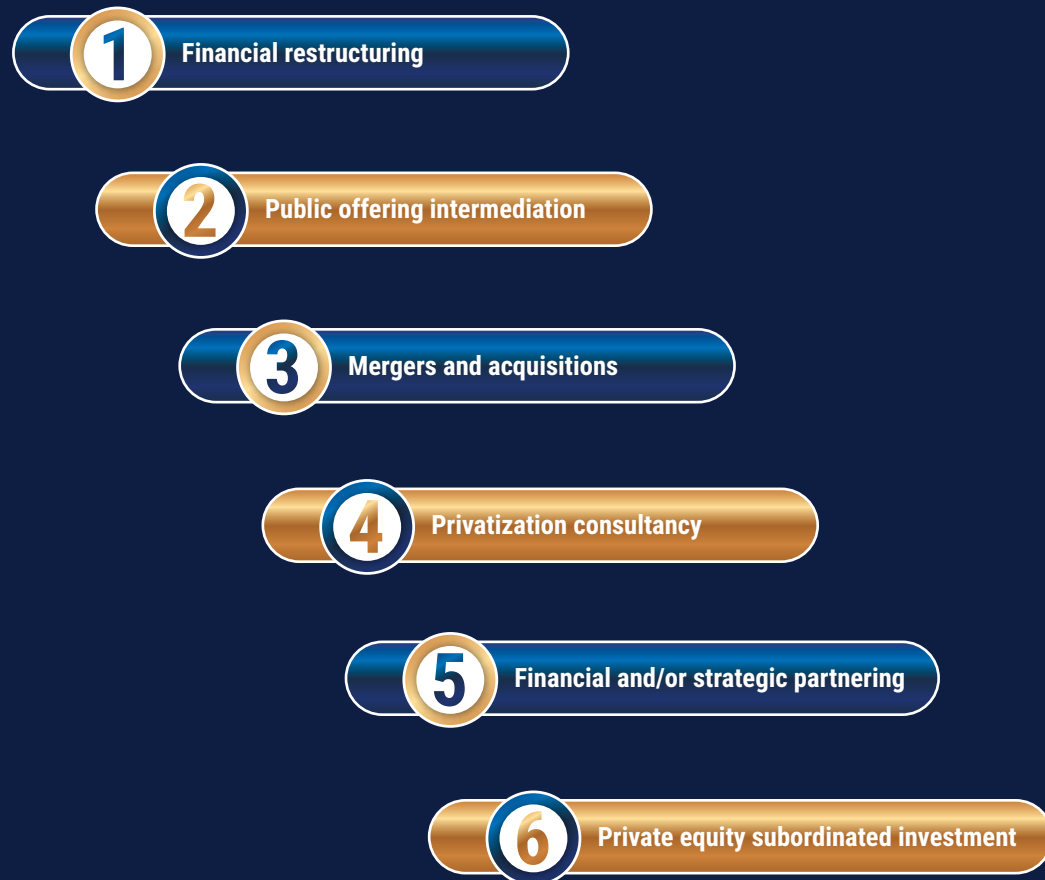 1 Financial restructuring
2 Public offering intermediation
3 Mergers and acquisitions
4 Privatization consultancy
5 Financial and/or strategic partnering
6 Private equity subordinated investment